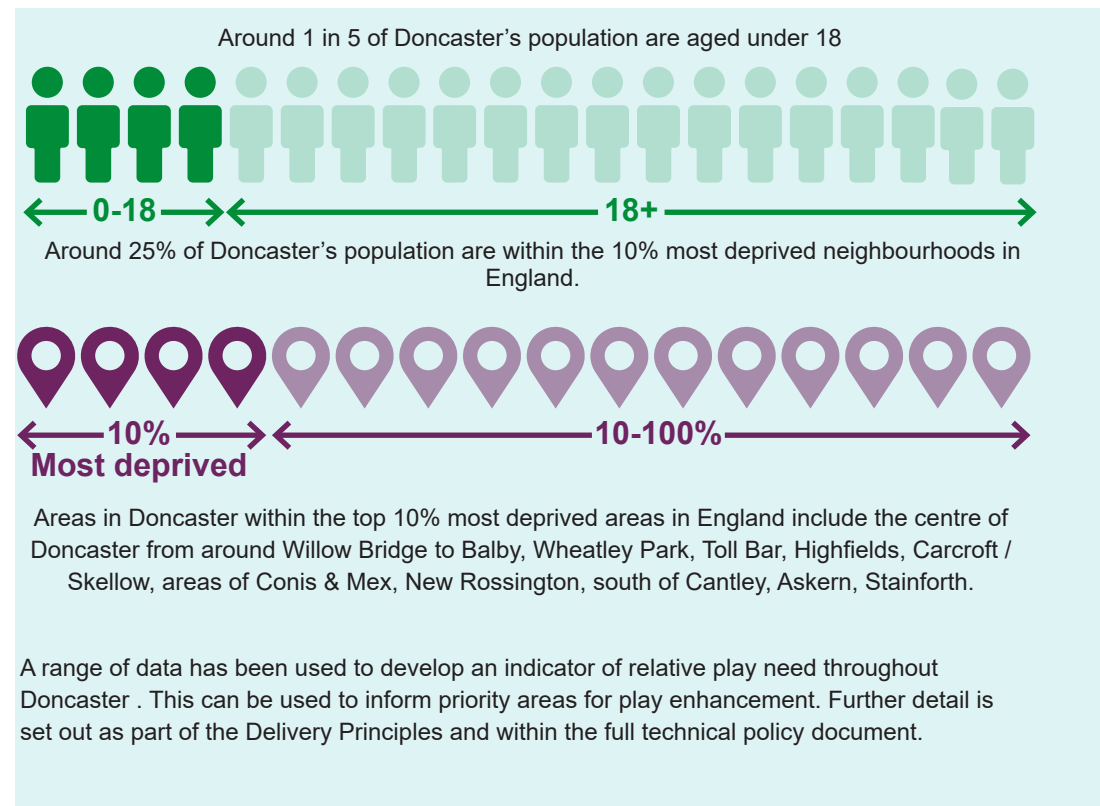 Around 1 in 5 of Doncaster’s population are aged under 18
0-18
18+
Around 25% of Doncaster’s population are within the 10% most deprived neighbourhoods in
England.
10%
Most deprived
10-100%
Areas in Doncaster within the top 10% most deprived areas in England include the centre of
Doncaster from around Willow Bridge to Balby, Wheatley Park, Toll Bar, Highfields, Carcroft /
Skellow, areas of Conis & Mex, New Rossington, south of Cantley, Askern, Stainforth.
A range of data has been used to develop an indicator of relative play need throughout
Doncaster . This can be used to inform priority areas for play enhancement. Further detail is
set out as part of the Delivery Principles and within the full technical policy document.